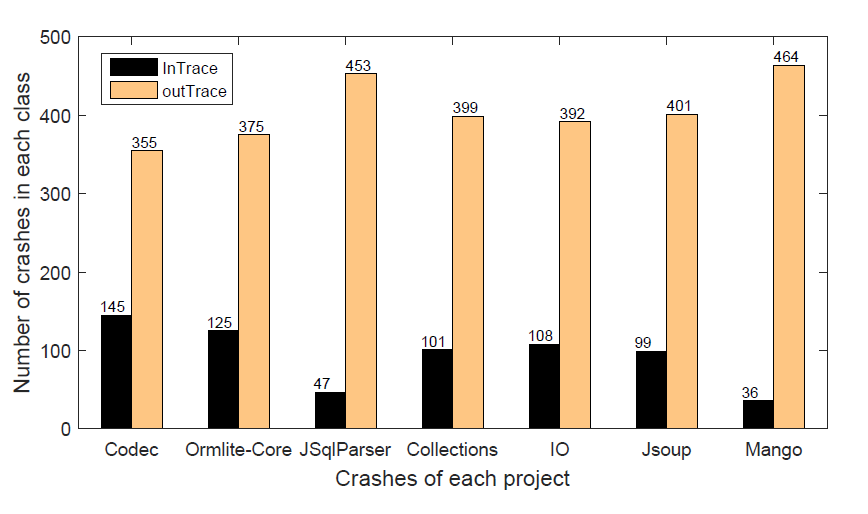 Number of crashes in each class
500
400
300
200
100
0
InTrace
outTrace
145
355
125
375
47
453
101
399
108
392
99
401
36
464
Codec
Ormlite-Core
JSqlParser
Collections
IO
Jsoup
Mango
Crashes of each project